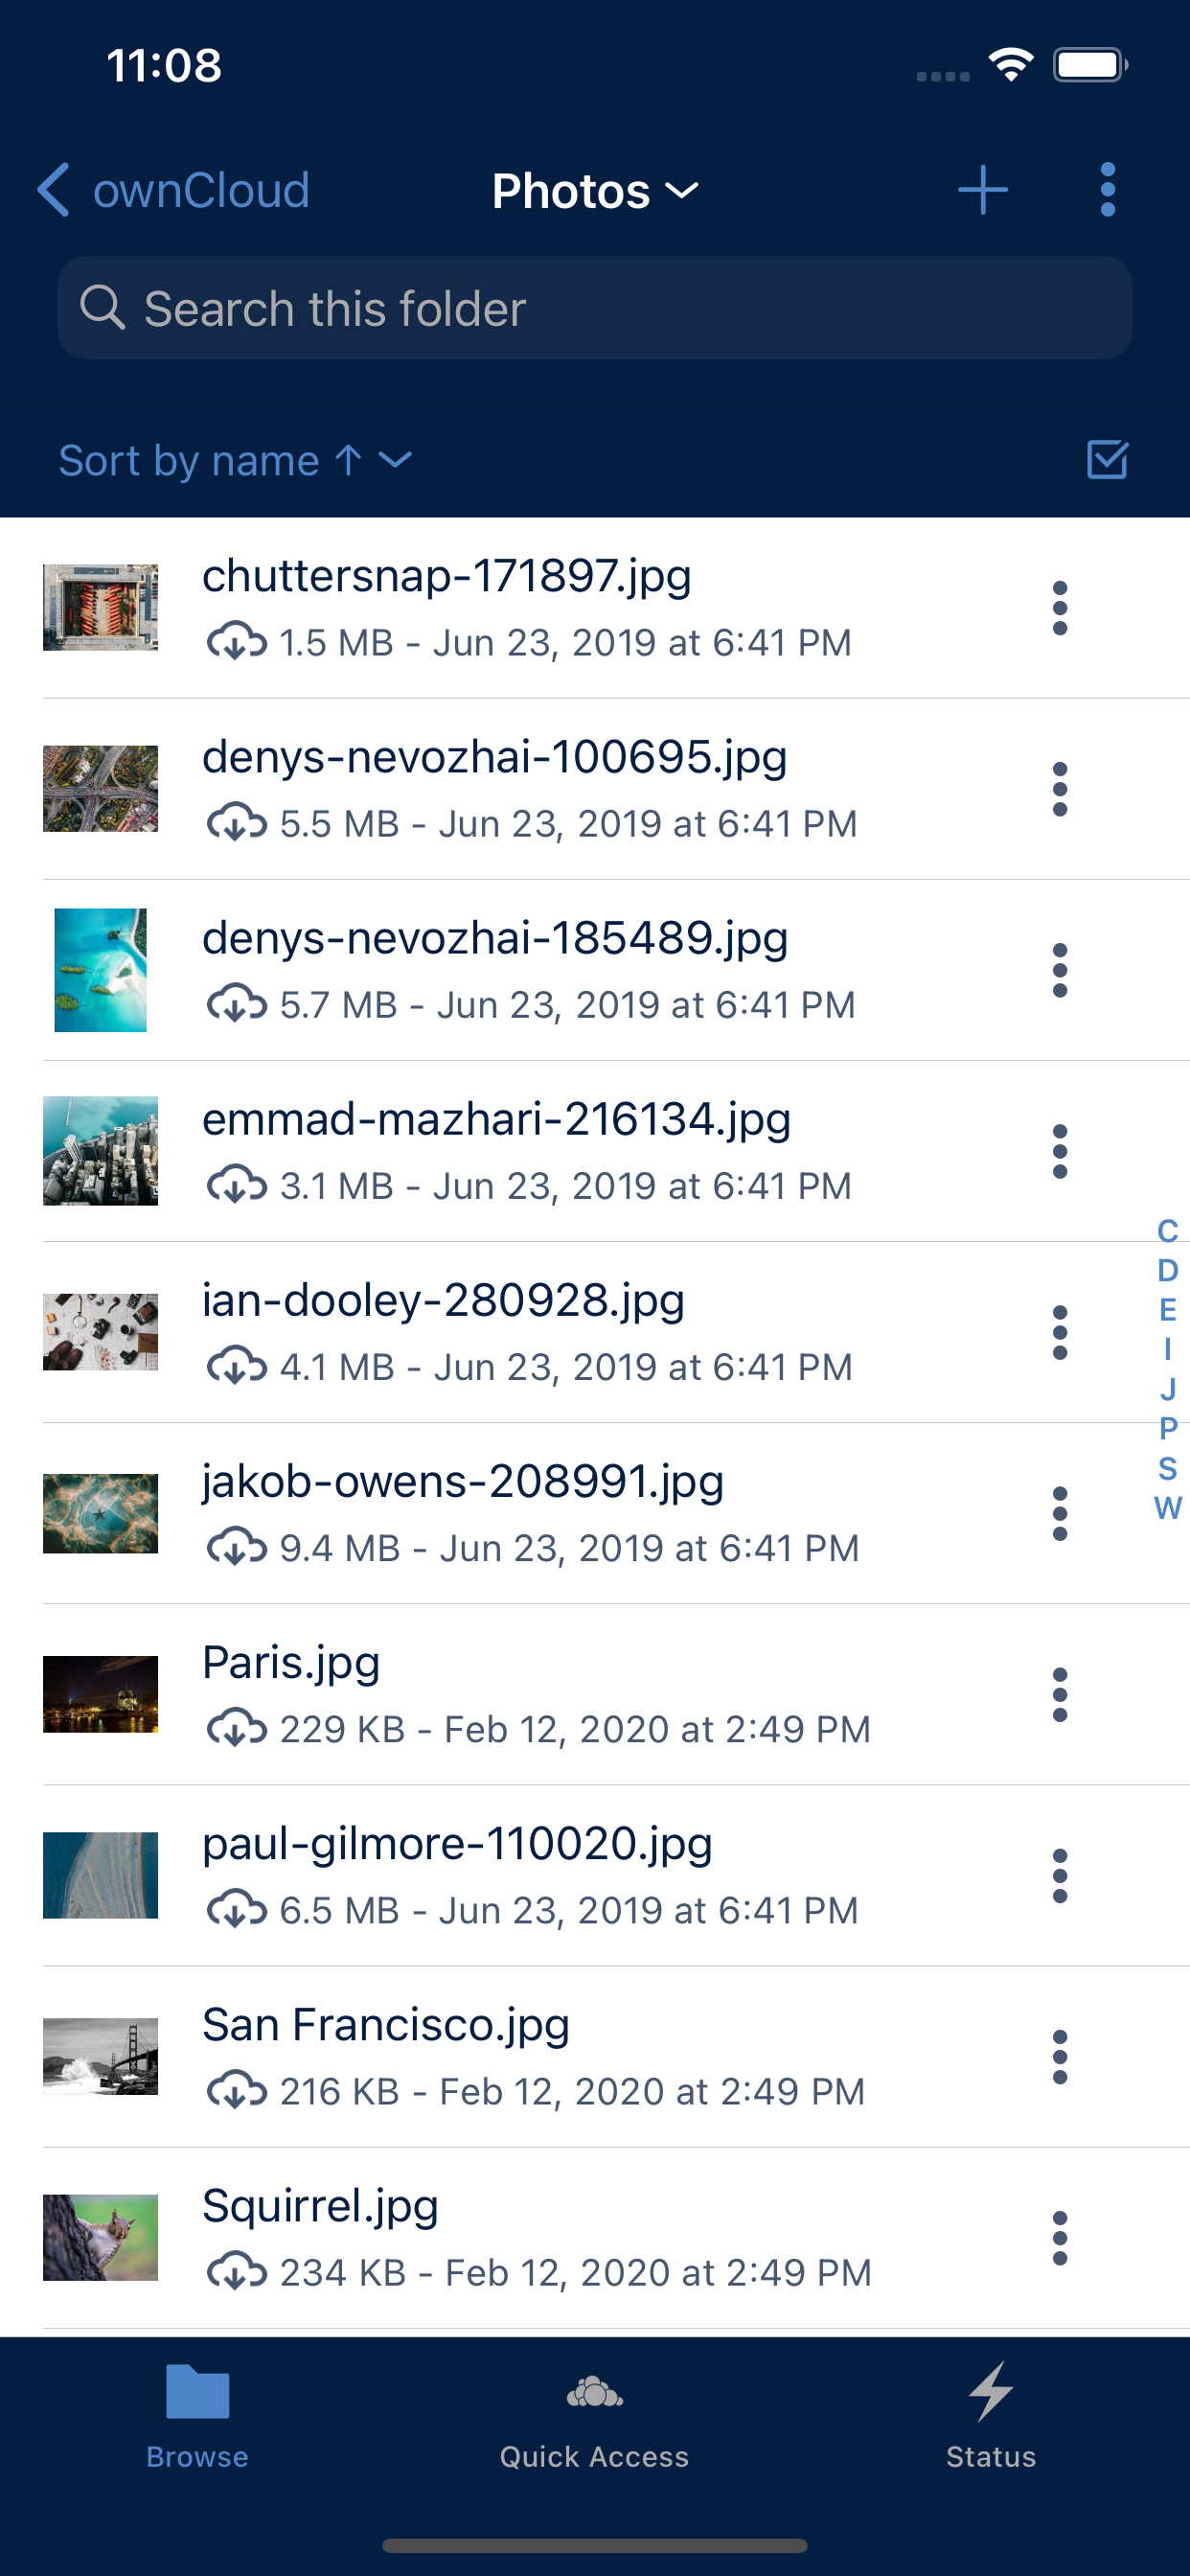 11:08
ownCloud Photos
Search this folder
Sort by name ↑
chuttersnap-171897.jpg
1.5 MB - Jun 23, 2019 at 6:41 PM
denys-nevozhai-100695.jpg
5.5 MB - Jun 23, 2019 at 6:41 PM
denys-nevozhai-185489.jpg
5.7 MB - Jun 23, 2019 at 6:41 PM
emmad-mazhari-216134.jpg
3.1 MB - Jun 23, 2019 at 6:41 PM
ian-dooley-280928.jpg
4.1 MB - Jun 23, 2019 at 6:41 PM
jakob-owens-208991.jpg
9.4 MB - Jun 23, 2019 at 6:41 PM
Paris.jpg
229 KB - Feb 12, 2020 at 2:49 PM
paul-gilmore-110020.jpg
6.5 MB - Jun 23, 2019 at 6:41 PM
San Francisco.jpg
216 KB - Feb 12, 2020 at 2:49 PM
Squirrel.jpg
234 KB - Feb 12, 2020 at 2:49 PM
C
D
E
I
J
P
S
W
Browse Quick Access Status